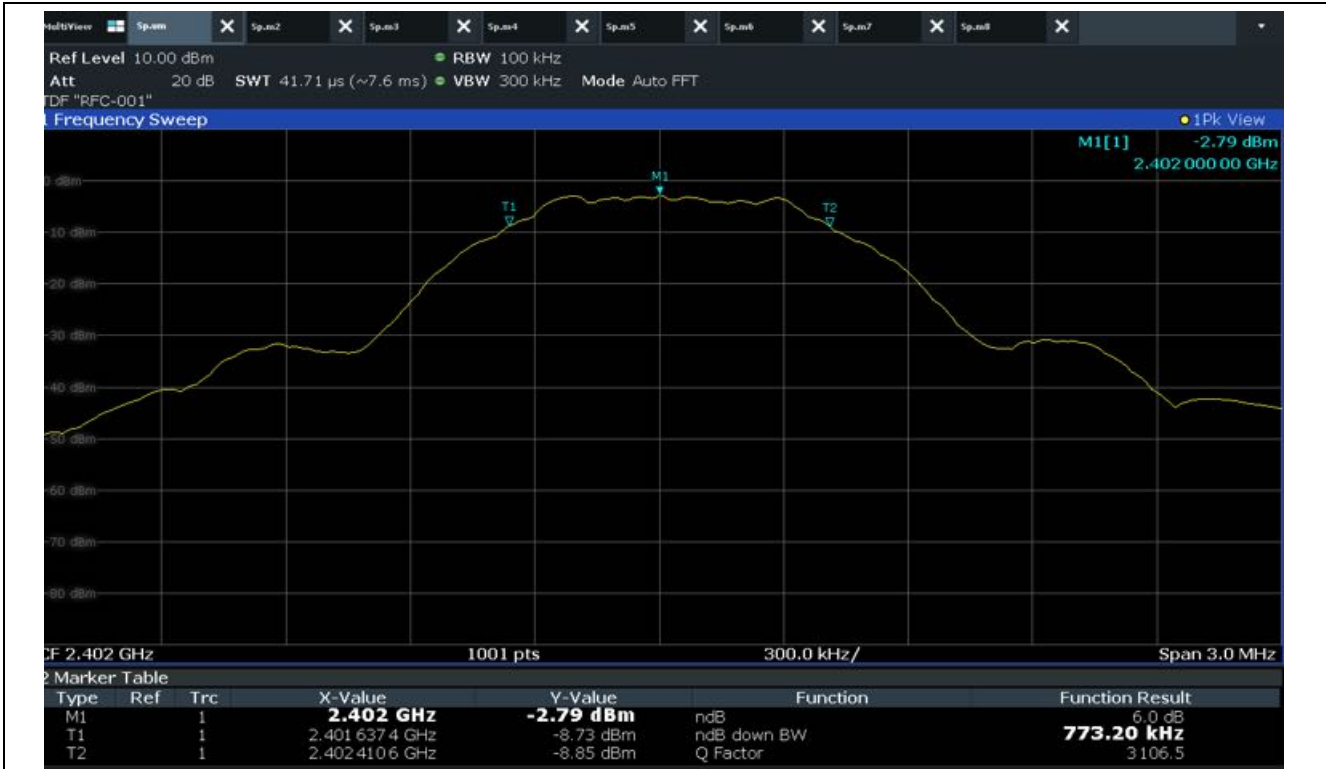 MultiView Sp.em Sp.m2 Sp.m3 Sp.m4 Sp.m5 Sp.m6 Sp.m7 Sp.m8
Ref Level 10.00 dBm RBW 100 kHz
Att 20 dB SWT 41.71 µs (~7.6 ms) VBW 300 kHz Mode Auto FFT
TDF "RFC-001"
1 Frequency Sweep 1Pk View
M1[1] -2.79 dBm
2.402 000 00 GHz
M1
0 dBm
T1 T2
-10 dBm
-20 dBm
-30 dBm
-40 dBm
-50 dBm
-60 dBm
-70 dBm
-80 dBm
CF 2.402 GHz 1001 pts 300.0 kHz/ Span 3.0 MHz
2 Marker Table
Type Ref Trc X-Value Y-Value Function Function Result
M1 1 2.402 GHz -2.79 dBm ndB 6.0 dB
T1 1 2.401 637 4 GHz -8.73 dBm ndB down BW 773.20 kHz
T2 1 2.402 410 6 GHz -8.85 dBm Q Factor 3106.5